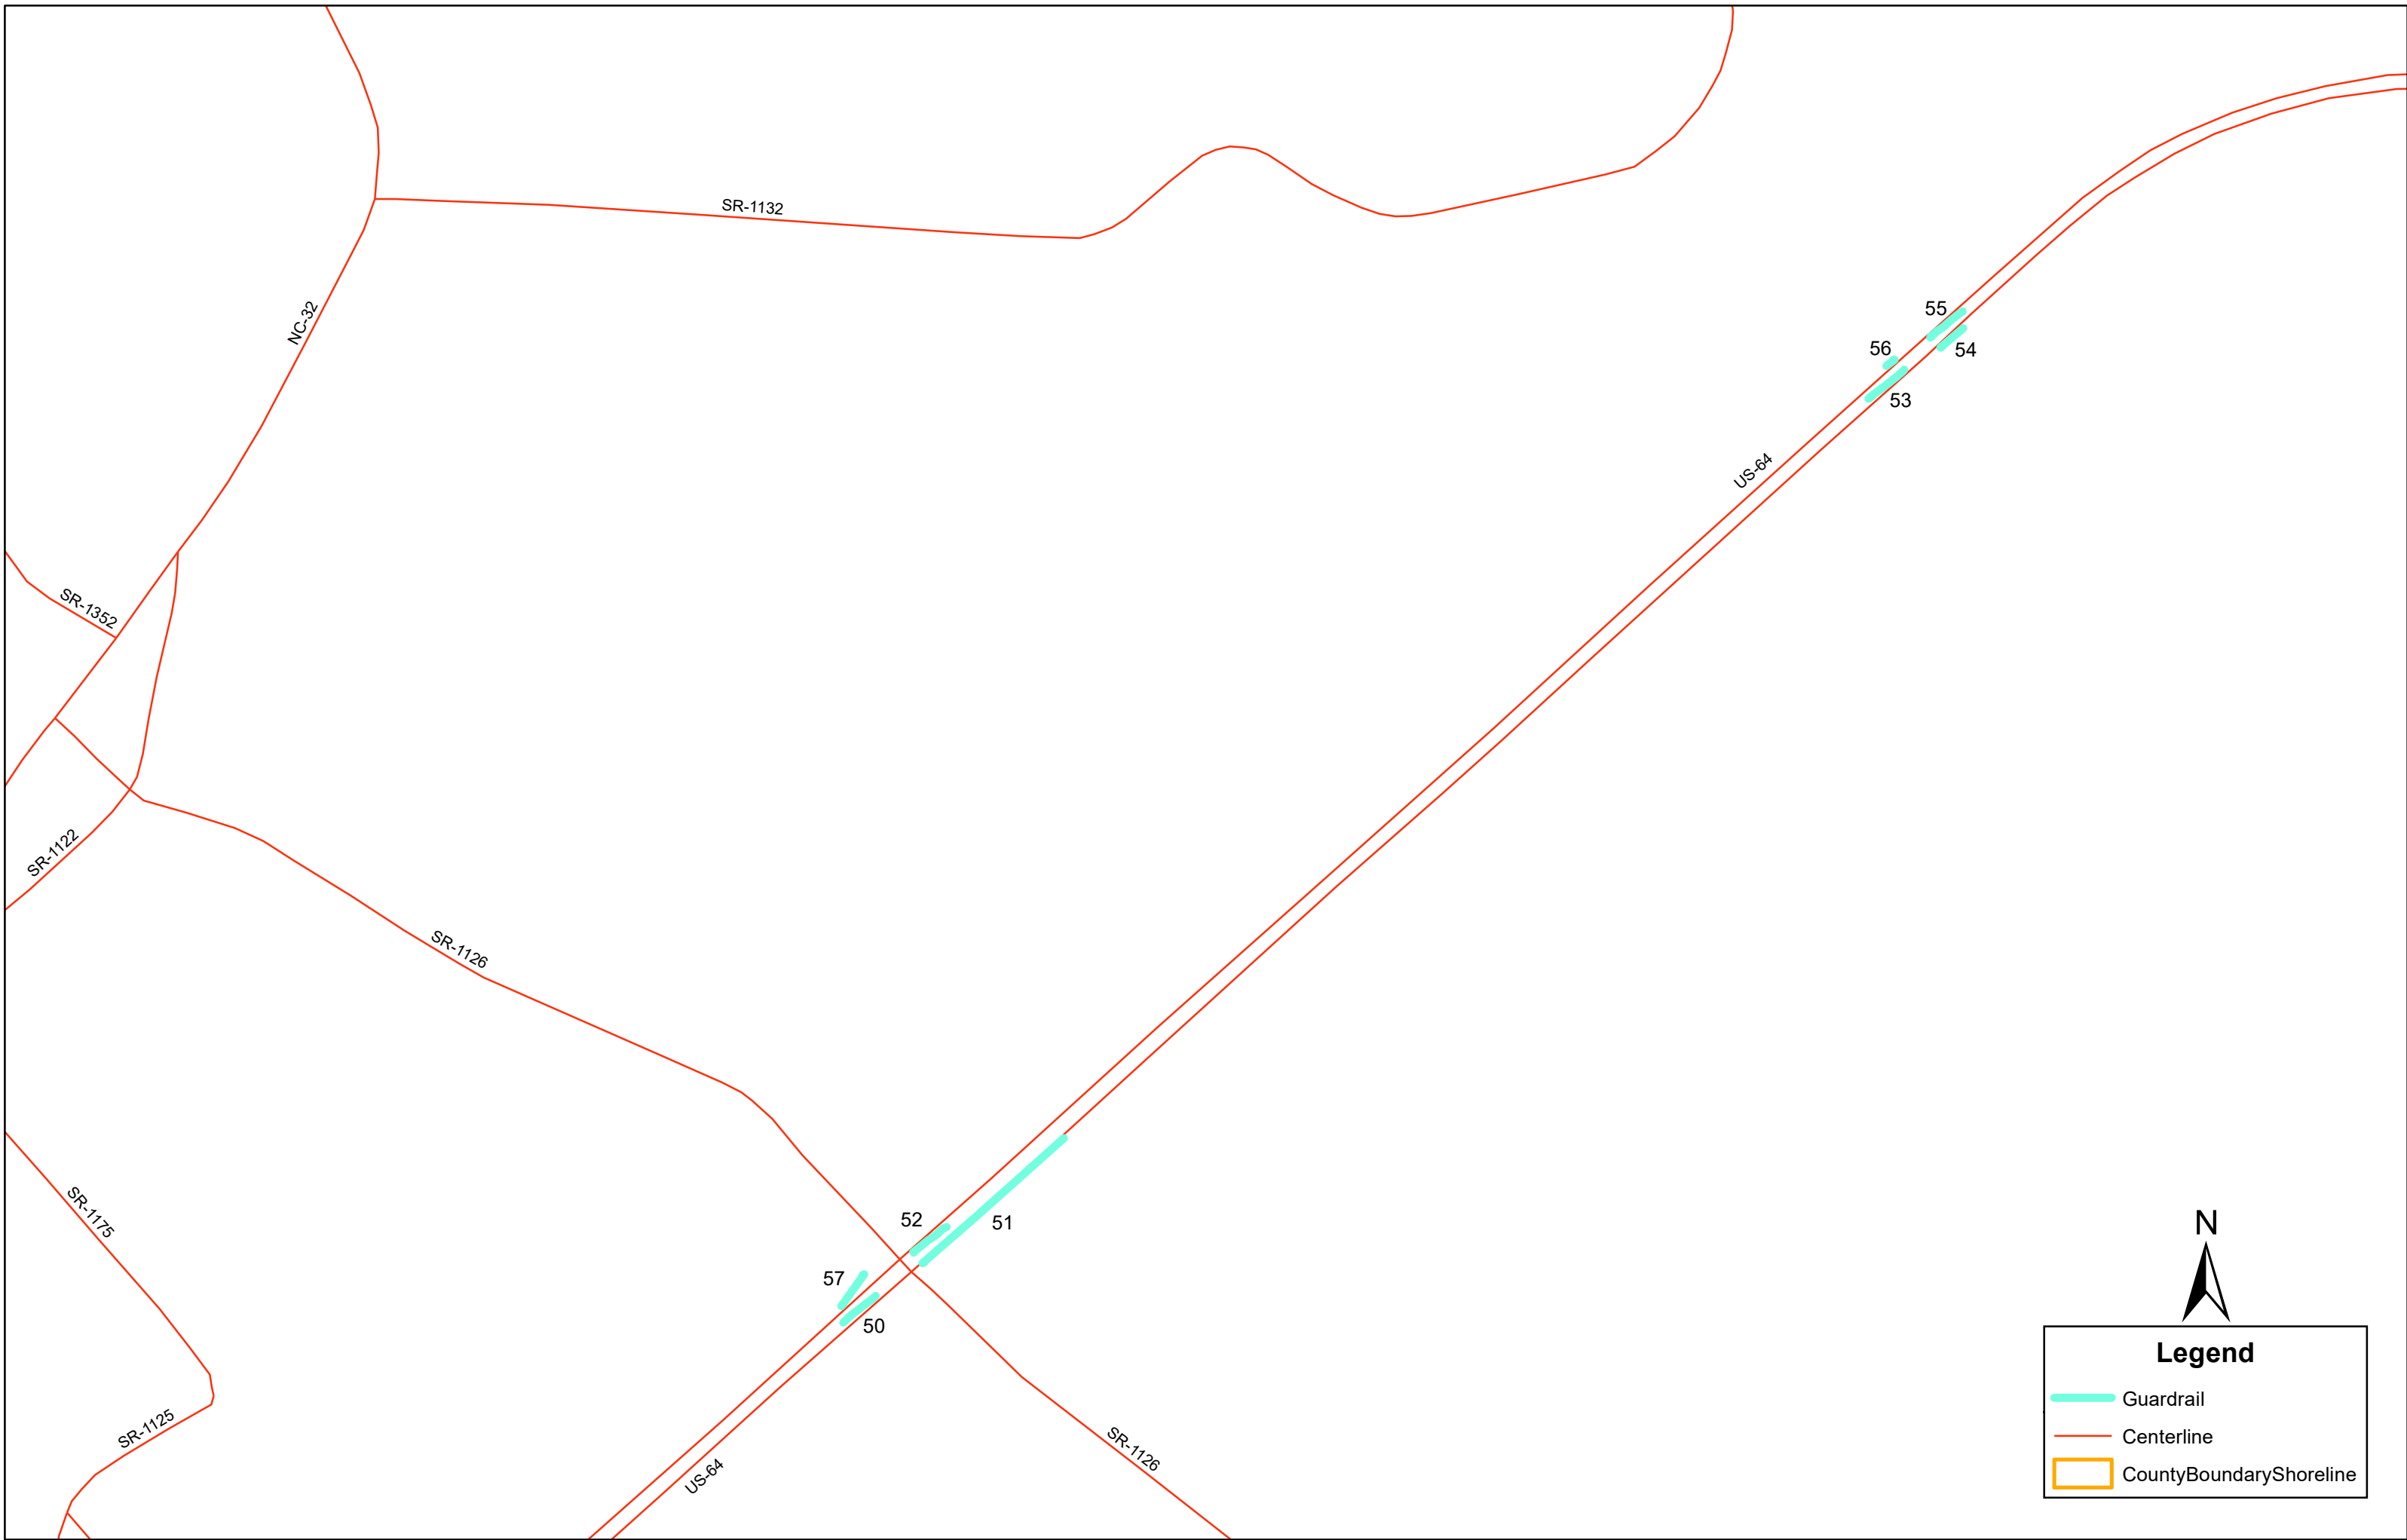 SR-1132
NC-32
55
56
54
53
US-64
SR-1352
SR-1122
SR-1126
SR-1175
52
51
57
50
SR-1125
US-64
SR-1126
N
Legend
Guardrail
Centerline
CountyBoundaryShoreline